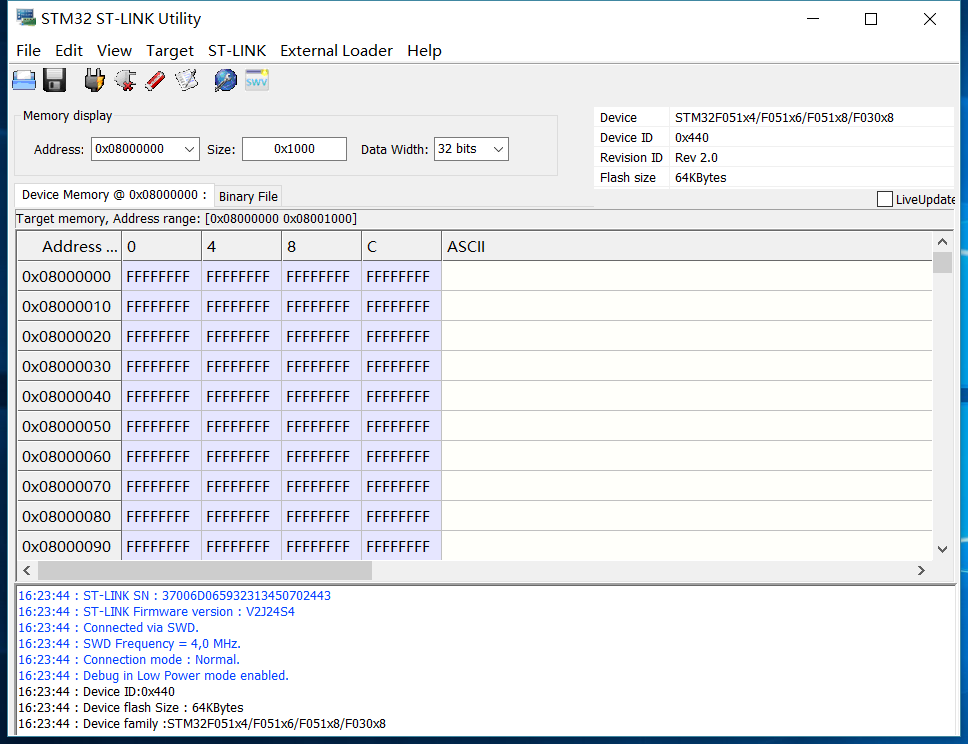 STM32 ST-LINK Utility
File Edit View Target ST-LINK External Loader Help
SWV
Memory display
Address: 0x08000000 Size: 0x1000 Data Width: 32 bits
Device STM32F051x4/F051x6/F051x8/F030x8
Device ID 0x440
Revision ID Rev 2.0
Flash size 64KBytes
LiveUpdate
Device Memory @ 0x08000000 : Binary File
Target memory, Address range: [0x08000000 0x08001000]
Address ... 0 4 8 C ASCII
0x08000000 FFFFFFFF FFFFFFFF FFFFFFFF FFFFFFFF
0x08000010 FFFFFFFF FFFFFFFF FFFFFFFF FFFFFFFF
0x08000020 FFFFFFFF FFFFFFFF FFFFFFFF FFFFFFFF
0x08000030 FFFFFFFF FFFFFFFF FFFFFFFF FFFFFFFF
0x08000040 FFFFFFFF FFFFFFFF FFFFFFFF FFFFFFFF
0x08000050 FFFFFFFF FFFFFFFF FFFFFFFF FFFFFFFF
0x08000060 FFFFFFFF FFFFFFFF FFFFFFFF FFFFFFFF
0x08000070 FFFFFFFF FFFFFFFF FFFFFFFF FFFFFFFF
0x08000080 FFFFFFFF FFFFFFFF FFFFFFFF FFFFFFFF
0x08000090 FFFFFFFF FFFFFFFF FFFFFFFF FFFFFFFF
16:23:44 : ST-LINK SN : 37006D065932313450702443
16:23:44 : ST-LINK Firmware version : V2J24S4
16:23:44 : Connected via SWD.
16:23:44 : SWD Frequency = 4,0 MHz.
16:23:44 : Connection mode : Normal.
16:23:44 : Debug in Low Power mode enabled.
16:23:44 : Device ID:0x440
16:23:44 : Device flash Size : 64KBytes
16:23:44 : Device family :STM32F051x4/F051x6/F051x8/F030x8